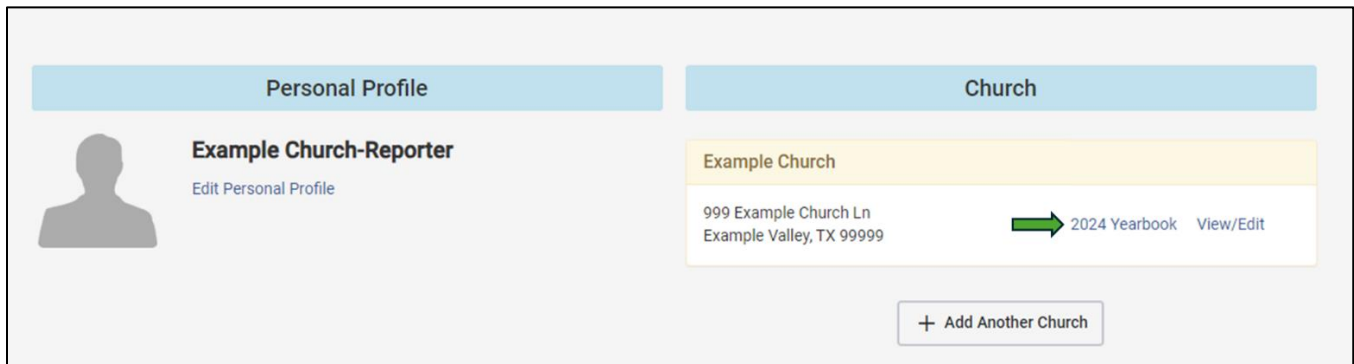 Personal Profile
Example Church-Reporter
Edit Personal Profile
Church
Example Church
999 Example Church Ln
Example Valley, TX 99999
2024 Yearbook View/Edit
+ Add Another Church